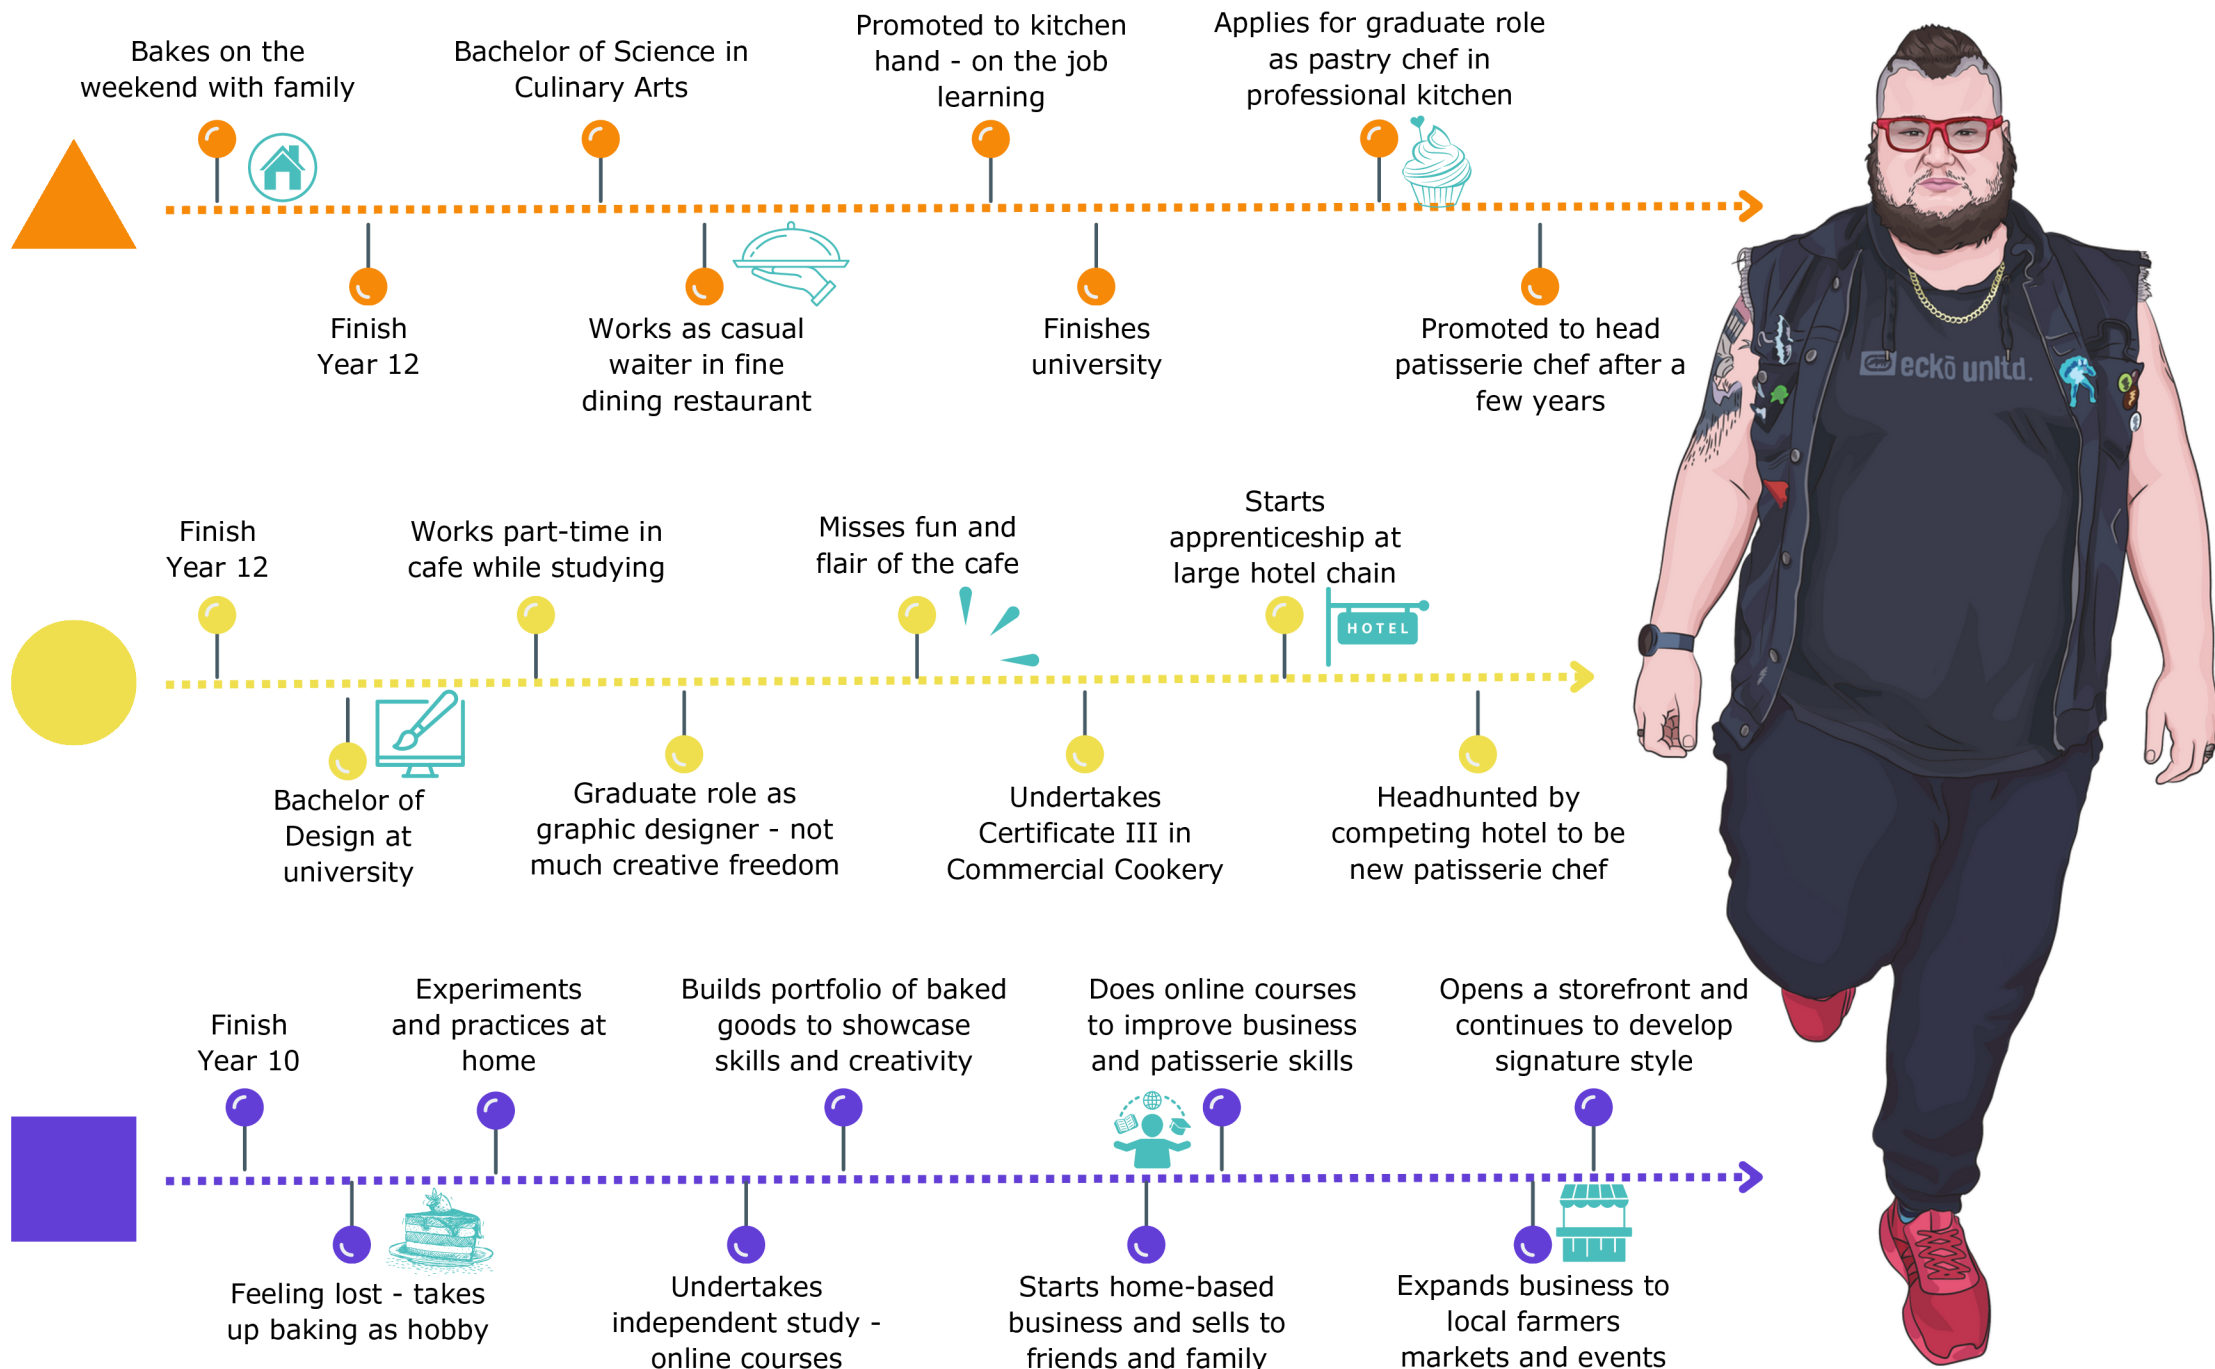 Bakes on the
weekend with family
Finish
Year 12
Bachelor of Science in
Culinary Arts
Works as casual
waiter in fine
dining restaurant
Promoted to kitchen
hand - on the job
learning
Finishes
university
Applies for graduate role
as pastry chef in
professional kitchen
Promoted to head
patisserie chef after a
few years
eckō unltd.
Finish
Year 12
Bachelor of
Design at
university
Works part-time in
cafe while studying
Graduate role as
graphic designer - not
much creative freedom
Misses fun and
flair of the cafe
Undertakes
Certificate III in
Commercial Cookery
Starts
apprenticeship at
large hotel chain
HOTEL
Headhunted by
competing hotel to be
new patisserie chef
Finish
Year 10
Feeling lost - takes
up baking as hobby
Experiments
and practices at
home
Undertakes
independent study -
online courses
Builds portfolio of baked
goods to showcase
skills and creativity
Starts home-based
business and sells to
friends and family
Does online courses
to improve business
and patisserie skills
Expands business to
local farmers
markets and events
Opens a storefront and
continues to develop
signature style